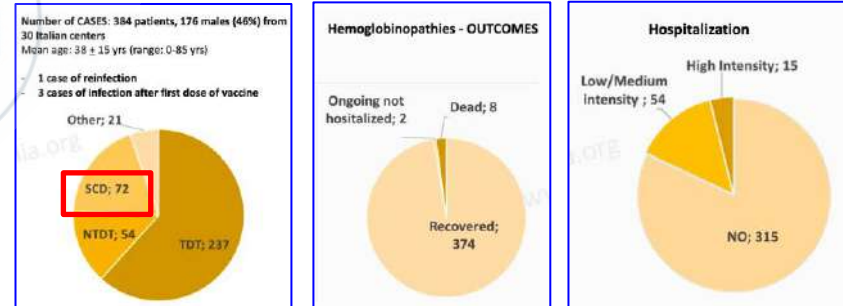 Number of CASES: 384 patients, 176 males (46%) from
30 Italian centers
Mean age: 38 ± 15 yrs (range: 0-85 yrs)
- 1 case of reinfection
- 3 cases of infection after first dose of vaccine
Other; 21
SCD; 72
NTDT; 54
TDT; 237
Hemoglobinopathies - OUTCOMES
Ongoing not
hositalized; 2
Dead; 8
Recovered;
374
Hospitalization
High Intensity; 15
Low/Medium
intensity ; 54
NO; 315